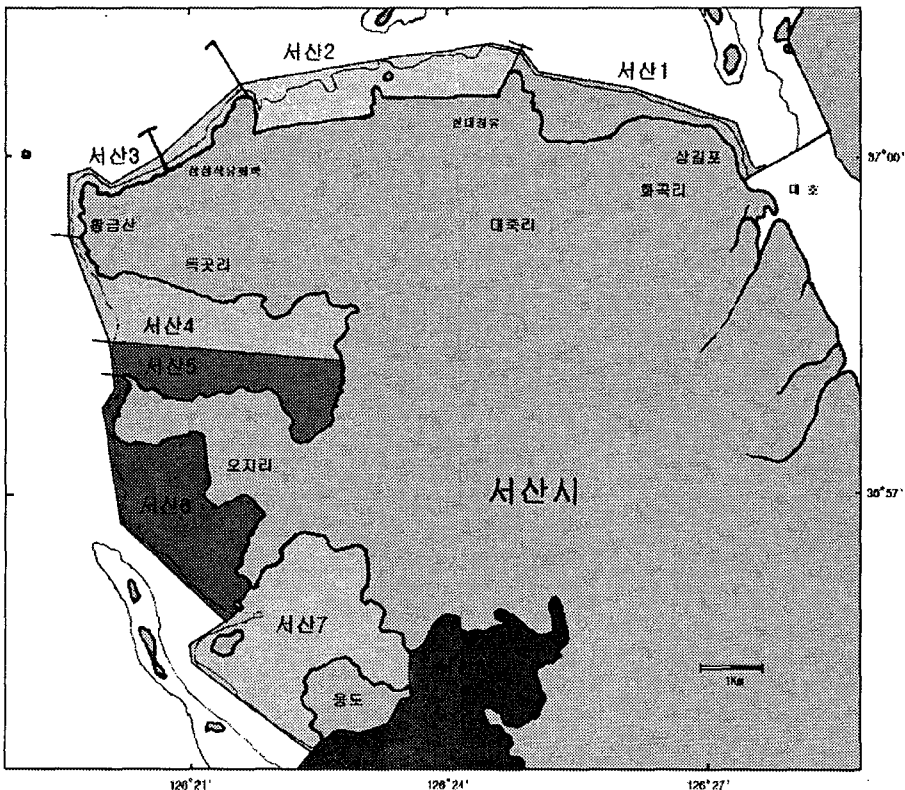 서산2
서산1
서산3
37°00'
삼길포
화곡리
대호
황금산
대죽리
독곳리
서산4
서산5
오지리
서산시
36°57'
서산6
서산7
1Km
웅도
126°21'
126°24'
126°27'